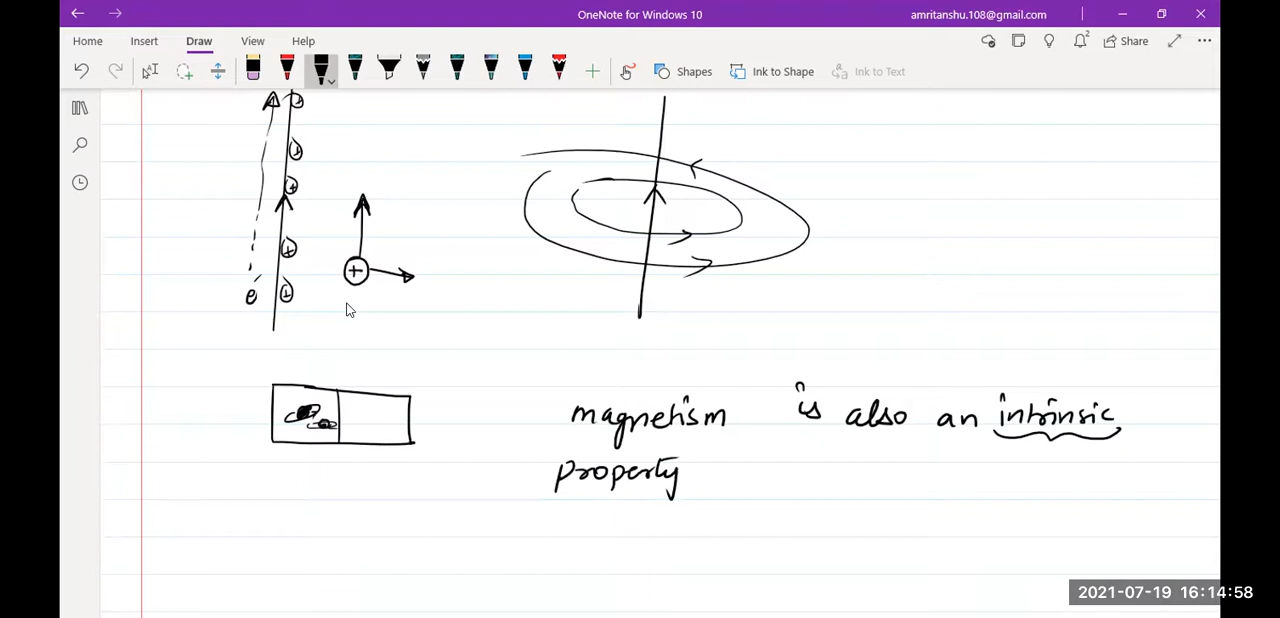 OneNote for Windows 10
amritanshu.108@gmail.com
Home Insert Draw View Help
2 Share
Shapes Ink to Shape Ink to Text
+ + + + +
e
+
magnetism is also an intrinsic
property
2021-07-19 16:14:58